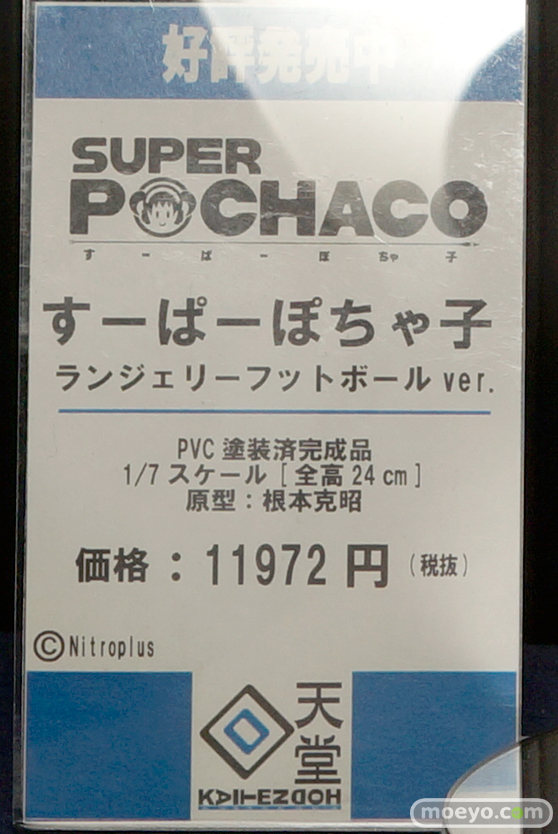 好評発売中
SUPER
POCHACO
すーぱーぽちゃ子
すーぱーぽちゃ子
ランジェリーフットボール ver.
PVC 塗装済完成品
1/7 スケール [ 全高 24 cm ]
原型：根本克昭
価格：11972 円（税抜）
©Nitroplus
回天堂
KAITENDOH
moeyo.com